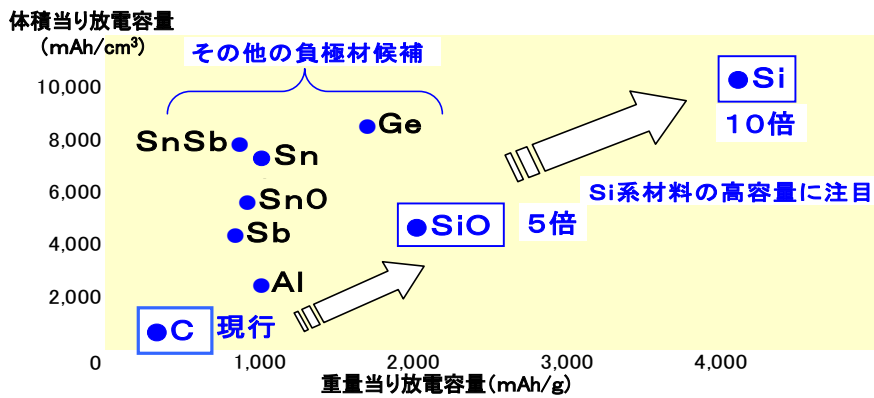 体積当り放電容量
(mAh/cm³)
その他の負極材候補
10,000
8,000
6,000
4,000
2,000
0
Si
10倍
Ge
SnSb
Sn
Si系材料の高容量に注目
SnO
SiO
5倍
Sb
Al
C
現行
1,000
2,000
3,000
4,000
重量当り放電容量(mAh/g)